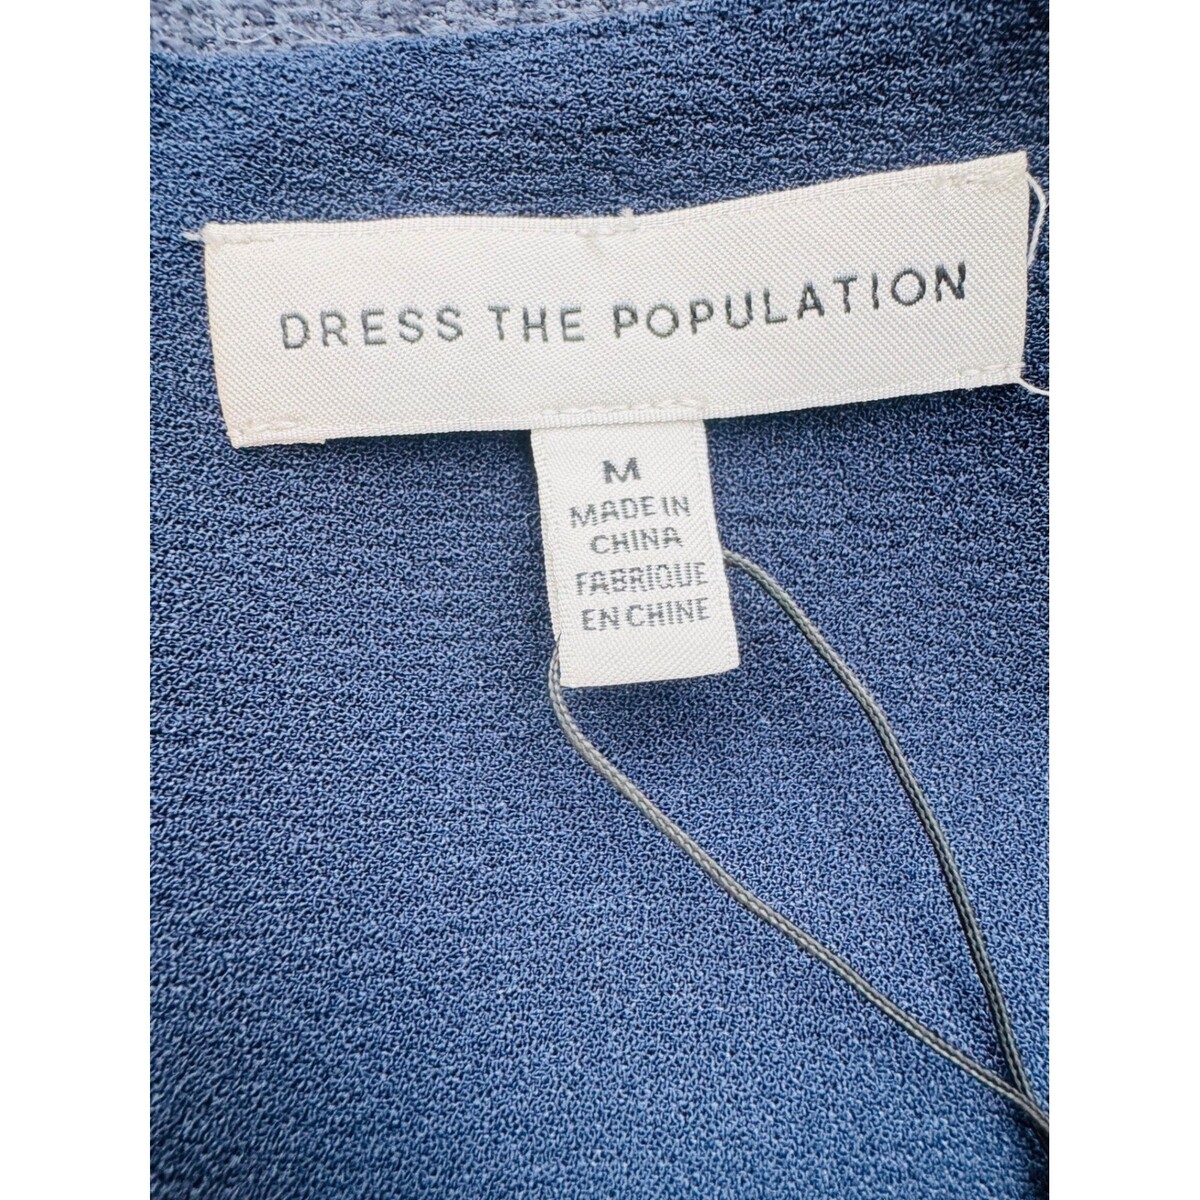 DRESS THE POPULATION
M
MADE IN
CHINA
FABRIQUE
EN CHINE